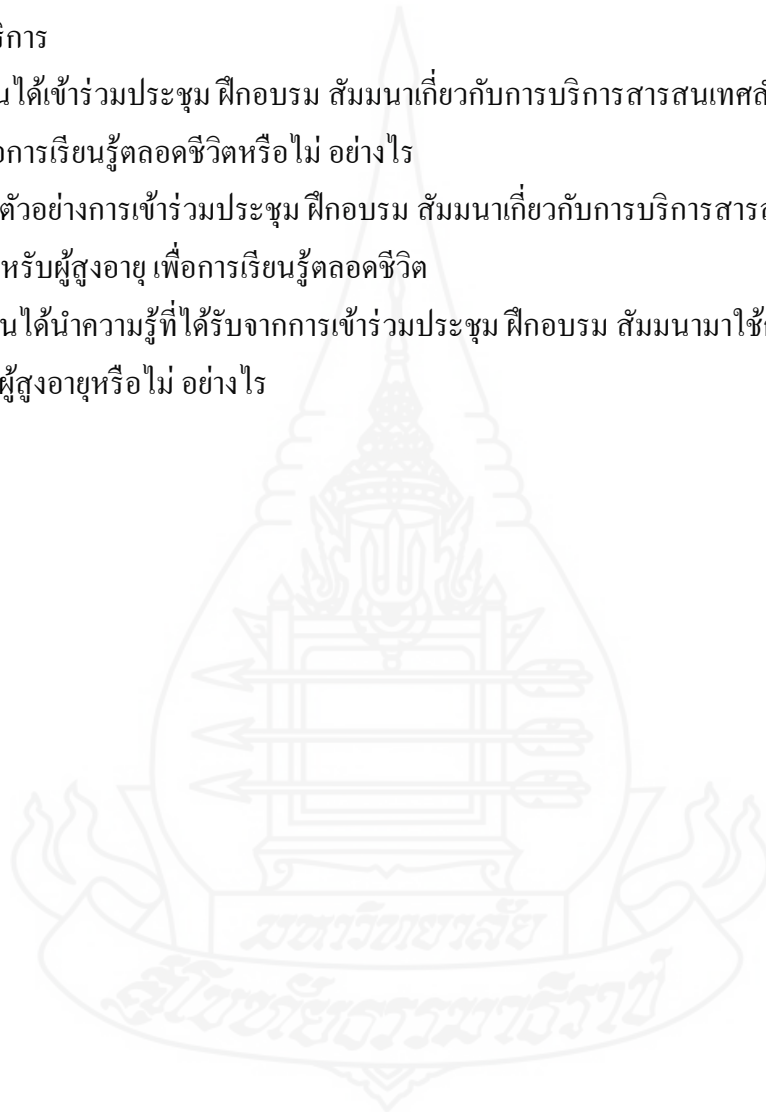 ริการ
นได้เข้าร่วมประชุม ฝึกอบรม สัมมนาเกี่ยวกับการบริการสารสนเทศสำ
อการเรียนรู้ตลอดชีวิตหรือไม่ อย่างไร
ตัวอย่างการเข้าร่วมประชุม ฝึกอบรม สัมมนาเกี่ยวกับการบริการสารส
หรับผู้สูงอายุ เพื่อการเรียนรู้ตลอดชีวิต
นได้นำความรู้ที่ได้รับจากการเข้าร่วมประชุม ฝึกอบรม สัมมนามาใช้ก
ผู้สูงอายุหรือไม่ อย่างไร
มหาวิทยาลัย
สุโขทัยธรรมาธิราช